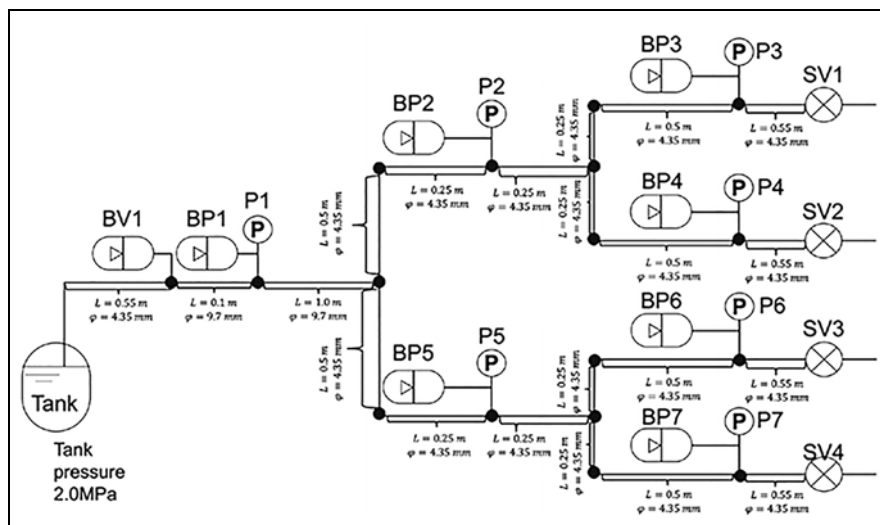 BP3
P
P3
SV1
P2
BP2
P
L = 0.25 m
φ = 4.35 mm
L = 0.5 m
φ = 4.35 mm
L = 0.55 m
φ = 4.35 mm
L = 0.25 m
φ = 4.35 mm
L = 0.25 m
φ = 4.35 mm
L = 0.25 m
φ = 4.35 mm
BP4
P
P4
SV2
L = 0.5 m
φ = 4.35 mm
L = 0.55 m
φ = 4.35 mm
P1
BV1
BP1
P
L = 0.5 m
φ = 4.35 mm
L = 0.55 m
φ = 4.35 mm
L = 0.1 m
φ = 9.7 mm
L = 1.0 m
φ = 9.7 mm
L = 0.5 m
φ = 4.35 mm
BP6
P
P6
SV3
P5
BP5
P
L = 0.25 m
φ = 4.35 mm
L = 0.5 m
φ = 4.35 mm
L = 0.55 m
φ = 4.35 mm
L = 0.25 m
φ = 4.35 mm
L = 0.25 m
φ = 4.35 mm
L = 0.25 m
φ = 4.35 mm
BP7
P
P7
SV4
L = 0.5 m
φ = 4.35 mm
L = 0.55 m
φ = 4.35 mm
Tank
Tank
pressure
2.0MPa